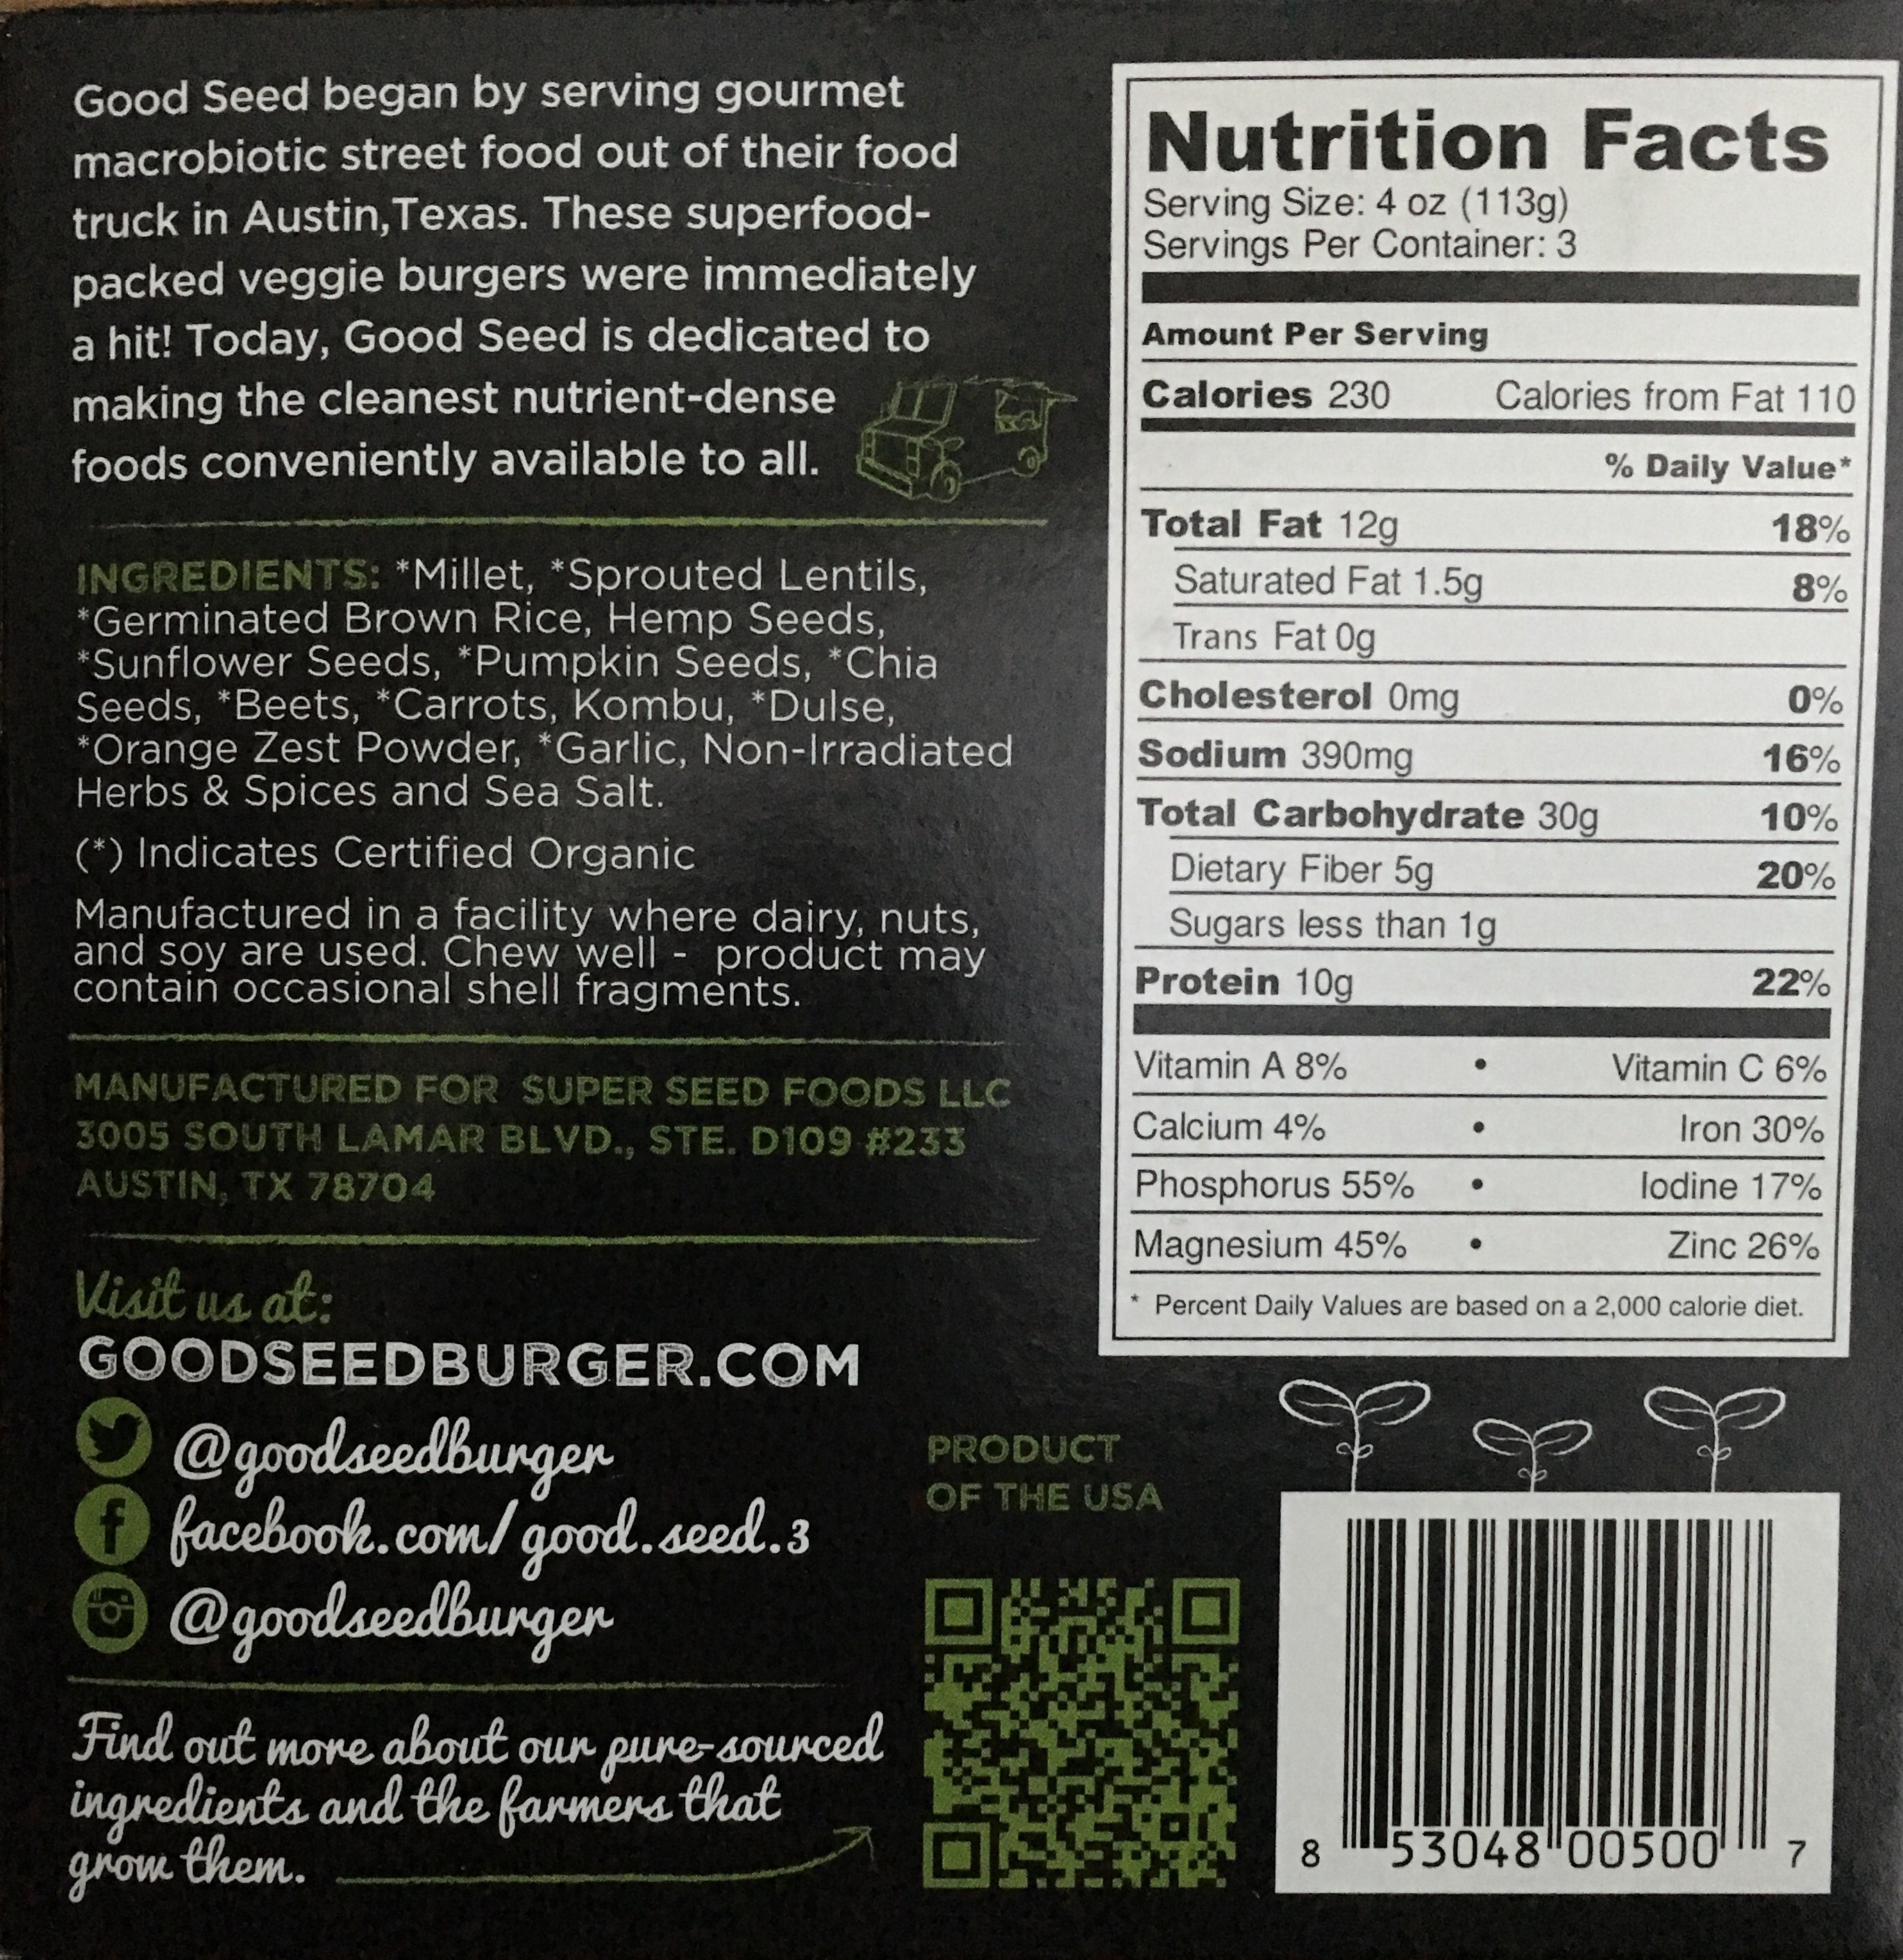 Good Seed began by serving gourmet
macrobiotic street food out of their food
truck in Austin,Texas. These superfood-
packed veggie burgers were immediately
a hit! Today, Good Seed is dedicated to
making the cleanest nutrient-dense
foods conveniently available to all.
INGREDIENTS: *Millet, *Sprouted Lentils,
*Germinated Brown Rice, Hemp Seeds,
*Sunflower Seeds, *Pumpkin Seeds, *Chia
Seeds, *Beets, *Carrots, Kombu, *Dulse,
*Orange Zest Powder, *Garlic, Non-Irradiated
Herbs & Spices and Sea Salt.
(*) Indicates Certified Organic
Manufactured in a facility where dairy, nuts,
and soy are used. Chew well - product may
contain occasional shell fragments.
MANUFACTURED FOR SUPER SEED FOODS LLC
3005 SOUTH LAMAR BLVD., STE. D109 #233
AUSTIN, TX 78704
Visit us at:
GOODSEEDBURGER.COM
@goodseedburger
facebook.com/good.seed.3
@goodseedburger
Find out more about our pure-sourced
ingredients and the farmers that
grow them.
PRODUCT
OF THE USA
Nutrition Facts
Serving Size: 4 oz (113g)
Servings Per Container: 3
Amount Per Serving
Calories 230 Calories from Fat 110
% Daily Value*
Total Fat 12g 18%
Saturated Fat 1.5g 8%
Trans Fat 0g
Cholesterol 0mg 0%
Sodium 390mg 16%
Total Carbohydrate 30g 10%
Dietary Fiber 5g 20%
Sugars less than 1g
Protein 10g 22%
Vitamin A 8% • Vitamin C 6%
Calcium 4% • Iron 30%
Phosphorus 55% • Iodine 17%
Magnesium 45% • Zinc 26%
* Percent Daily Values are based on a 2,000 calorie diet.
8 53048 00500 7